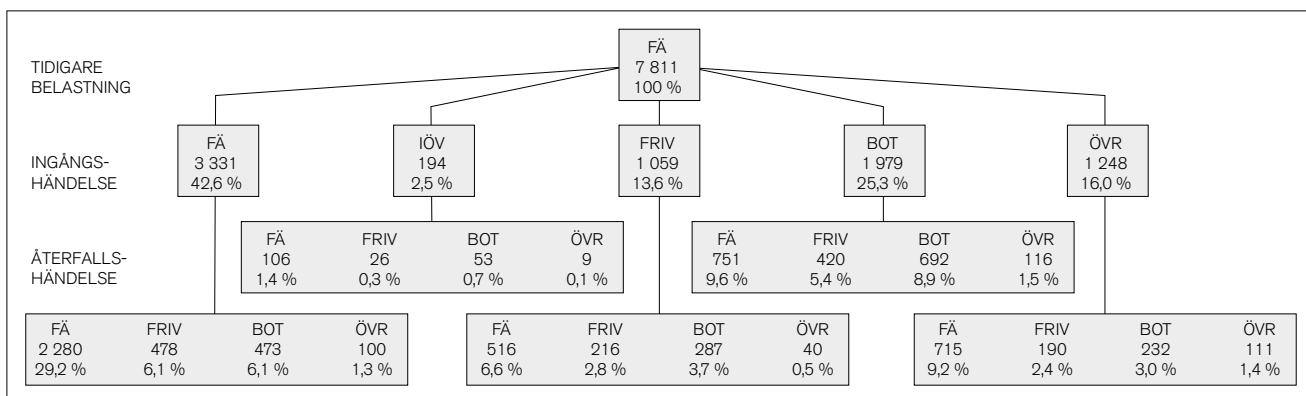 FÄ
7 811
100 %
TIDIGARE
BELASTNING
FÄ IÖV FRIV BOT ÖVR
INGÅNGS- 3 331 194 1 059 1 979 1 248
HÄNDELSE 42,6 % 2,5 % 13,6 % 25,3 % 16,0 %
FÄ FRIV BOT ÖVR FÄ FRIV BOT ÖVR
ÅTERFALLS- 106 26 53 9 751 420 692 116
HÄNDELSE 1,4 % 0,3 % 0,7 % 0,1 % 9,6 % 5,4 % 8,9 % 1,5 %
FÄ FRIV BOT ÖVR FÄ FRIV BOT ÖVR FÄ FRIV BOT ÖVR
2 280 478 473 100 516 216 287 40 715 190 232 111
29,2 % 6,1 % 6,1 % 1,3 % 6,6 % 2,8 % 3,7 % 0,5 % 9,2 % 2,4 % 3,0 % 1,4 %